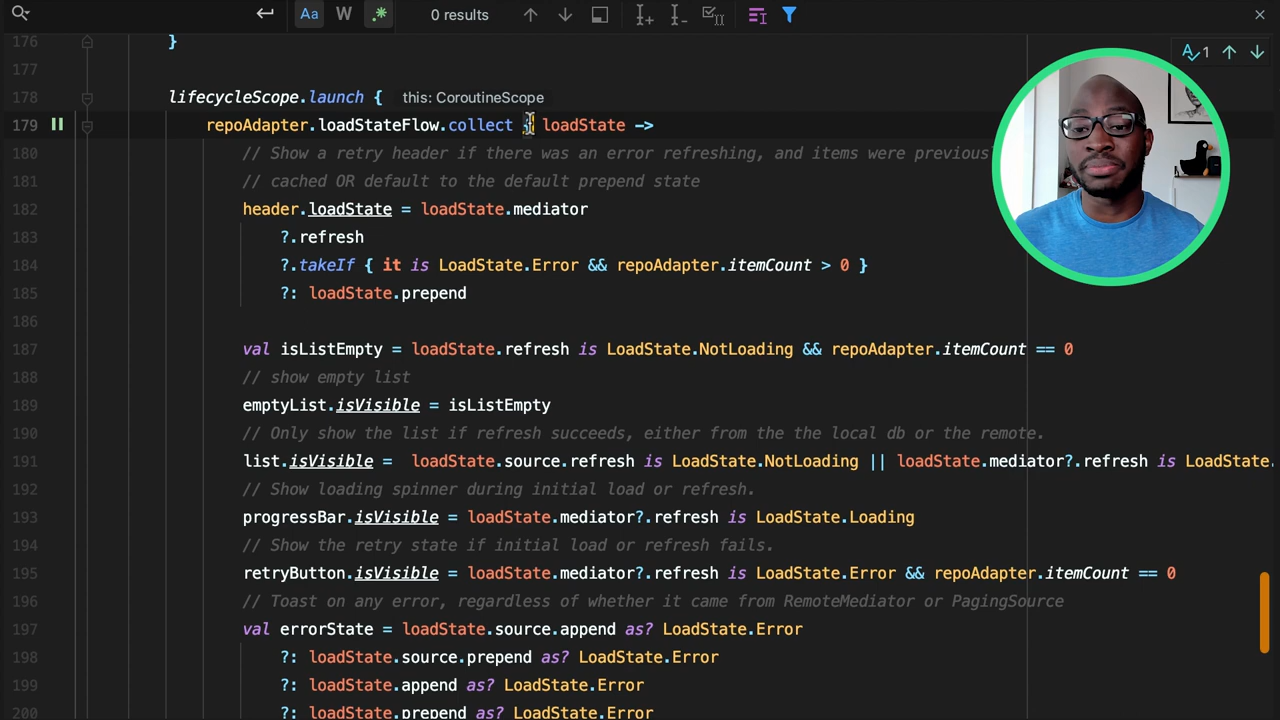 Aa W .* 0 results
1
176 }
177
178 lifecycleScope.launch { this: CoroutineScope
179 repoAdapter.loadStateFlow.collect { loadState ->
180 // Show a retry header if there was an error refreshing, and items were previous
181 // cached OR default to the default prepend state
182 header.loadState = loadState.mediator
183 ?.refresh
184 ?.takeIf { it is LoadState.Error && repoAdapter.itemCount > 0 }
185 ?: loadState.prepend
186
187 val isListEmpty = loadState.refresh is LoadState.NotLoading && repoAdapter.itemCount == 0
188 // show empty list
189 emptyList.isVisible = isListEmpty
190 // Only show the list if refresh succeeds, either from the the local db or the remote.
191 list.isVisible =  loadState.source.refresh is LoadState.NotLoading || loadState.mediator?.refresh is LoadState.
192 // Show loading spinner during initial load or refresh.
193 progressBar.isVisible = loadState.mediator?.refresh is LoadState.Loading
194 // Show the retry state if initial load or refresh fails.
195 retryButton.isVisible = loadState.mediator?.refresh is LoadState.Error && repoAdapter.itemCount == 0
196 // Toast on any error, regardless of whether it came from RemoteMediator or PagingSource
197 val errorState = loadState.source.append as? LoadState.Error
198 ?: loadState.source.prepend as? LoadState.Error
199 ?: loadState.append as? LoadState.Error
200 ?: loadState.prepend as? LoadState.Error